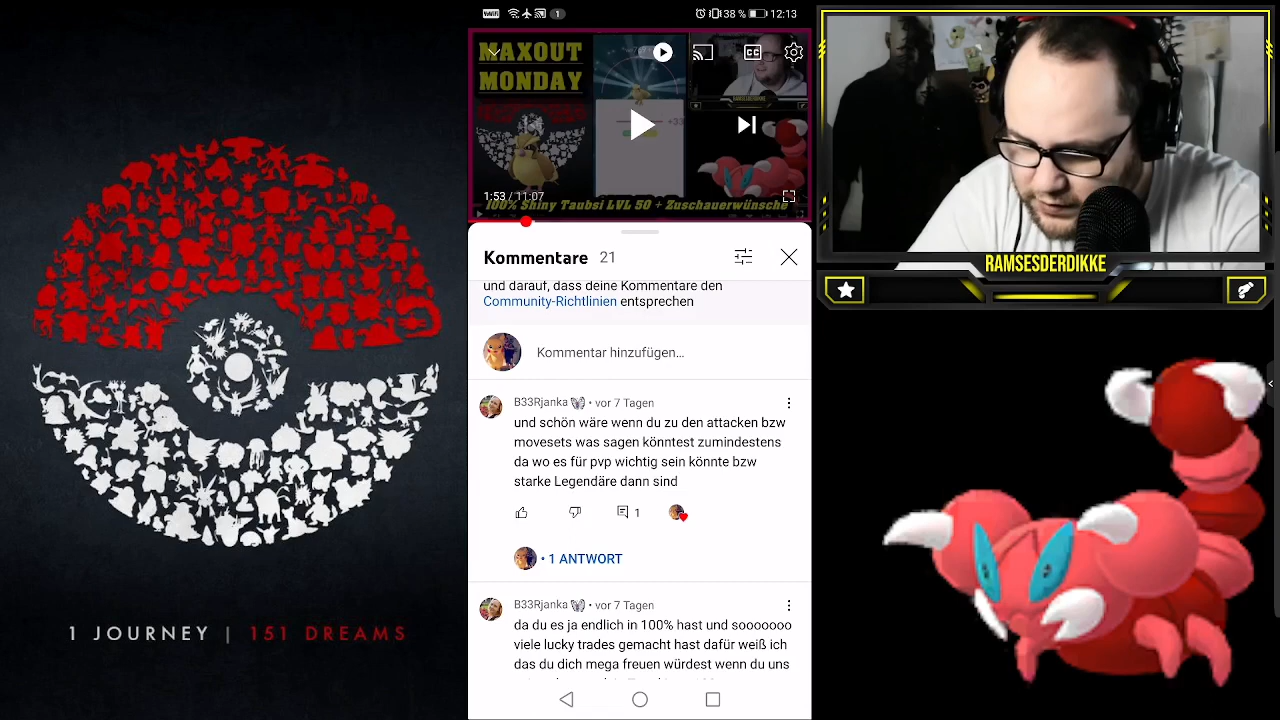 1 JOURNEY | 151 DREAMS
VoWiFi 1 38 % 12:13
MAXOUT
MONDAY
CC
RAMSESDERDIKKE
1:53 / 11:07
100% Shiny Taubsi LVL 50 + Zuschauerwünsche
Kommentare 21
und darauf, dass deine Kommentare den
Community-Richtlinien entsprechen
Kommentar hinzufügen...
B33Rjanka • vor 7 Tagen
und schön wäre wenn du zu den attacken bzw
movesets was sagen könntest zumindestens
da wo es für pvp wichtig sein könnte bzw
starke Legendäre dann sind
1
• 1 ANTWORT
B33Rjanka • vor 7 Tagen
da du es ja endlich in 100% hast und sooooooo
viele lucky trades gemacht hast dafür weiß ich
das du dich mega freuen würdest wenn du uns
RAMSESDERDIKKE